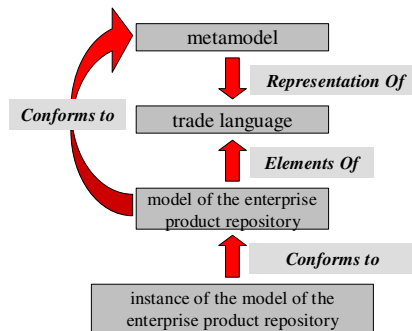 metamodel
Representation Of
Conforms to
trade language
Elements Of
model of the enterprise
product repository
Conforms to
instance of the model of the
enterprise product repository